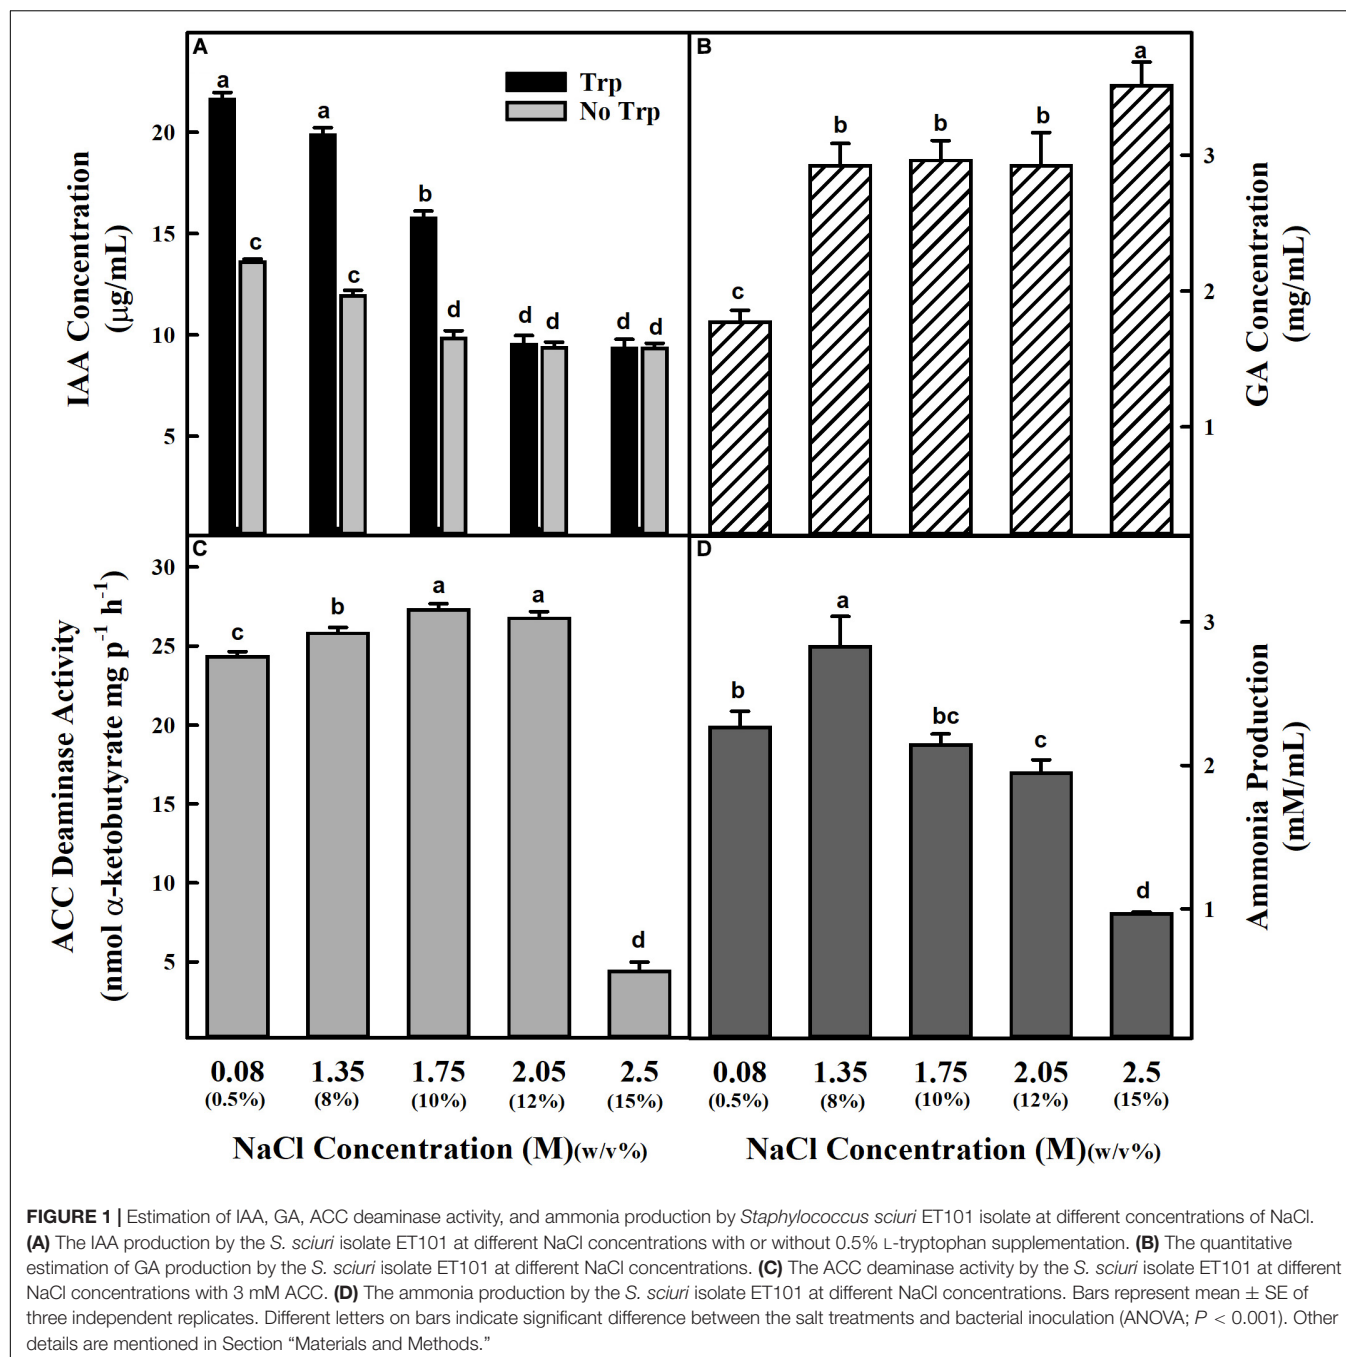 A
Trp
No Trp
a
a
b
c
c
d
d
d
d
d
20
15
10
5
IAA Concentration
(µg/mL)
B
c
b
b
b
a
3
2
1
GA Concentration
(mg/mL)
C
c
b
a
a
d
30
25
20
15
10
5
ACC Deaminase Activity
(nmol α-ketobutyrate mg p⁻¹ h⁻¹)
D
b
a
bc
c
d
3
2
1
Ammonia Production
(mM/mL)
0.08 1.35 1.75 2.05 2.5
(0.5%) (8%) (10%) (12%) (15%)
NaCl Concentration (M)(w/v%)
0.08 1.35 1.75 2.05 2.5
(0.5%) (8%) (10%) (12%) (15%)
NaCl Concentration (M)(w/v%)
FIGURE 1 | Estimation of IAA, GA, ACC deaminase activity, and ammonia production by Staphylococcus sciuri ET101 isolate at different concentrations of NaCl.
(A) The IAA production by the S. sciuri isolate ET101 at different NaCl concentrations with or without 0.5% L-tryptophan supplementation. (B) The quantitative
estimation of GA production by the S. sciuri isolate ET101 at different NaCl concentrations. (C) The ACC deaminase activity by the S. sciuri isolate ET101 at different
NaCl concentrations with 3 mM ACC. (D) The ammonia production by the S. sciuri isolate ET101 at different NaCl concentrations. Bars represent mean ± SE of
three independent replicates. Different letters on bars indicate significant difference between the salt treatments and bacterial inoculation (ANOVA; P < 0.001). Other
details are mentioned in Section “Materials and Methods.”